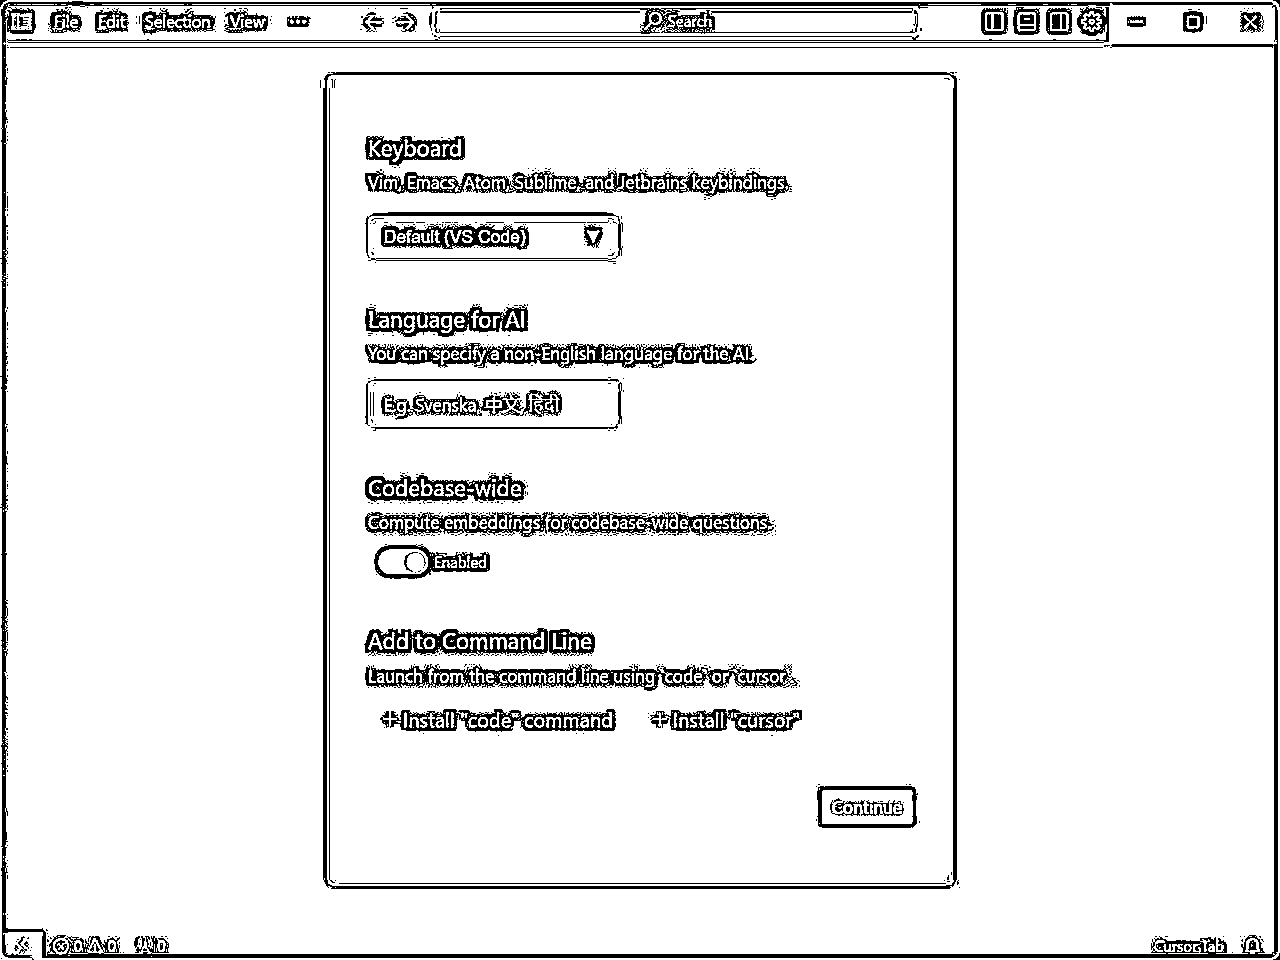 File Edit Selection View ··· Search
Keyboard
Vim, Emacs, Atom, Sublime, and Jetbrains keybindings.
Default (VS Code)
Language for AI
You can specify a non-English language for the AI.
E.g. Svenska, 中文, हिंदी
Codebase-wide
Compute embeddings for codebase-wide questions.
Enabled
Add to Command Line
Launch from the command line using `code` or `cursor`.
+ Install "code" command + Install "cursor"
Continue
0 0 0 Cursor Tab